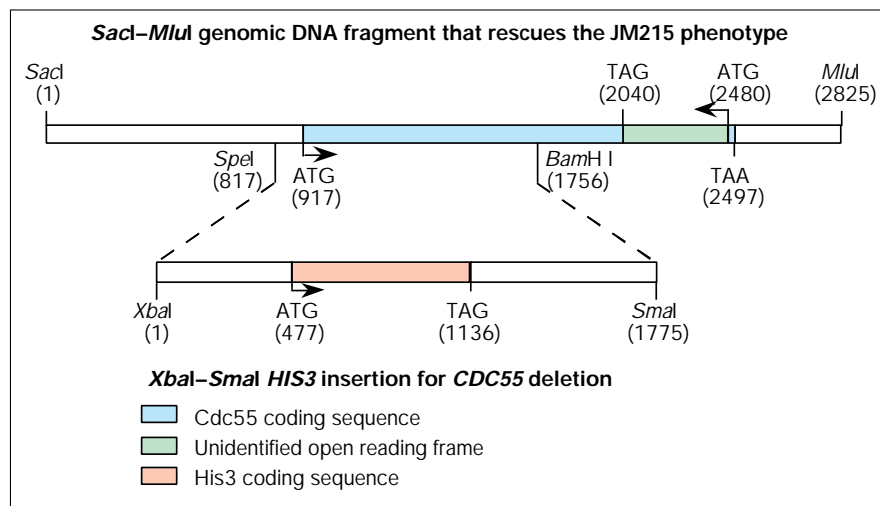 SacI–MluI genomic DNA fragment that rescues the JM215 phenotype
SacI
(1)
TAG
(2040)
ATG
(2480)
MluI
(2825)
SpeI
(817)
ATG
(917)
BamH I
(1756)
TAA
(2497)
XbaI
(1)
ATG
(477)
TAG
(1136)
SmaI
(1775)
XbaI–SmaI HIS3 insertion for CDC55 deletion
Cdc55 coding sequence
Unidentified open reading frame
His3 coding sequence